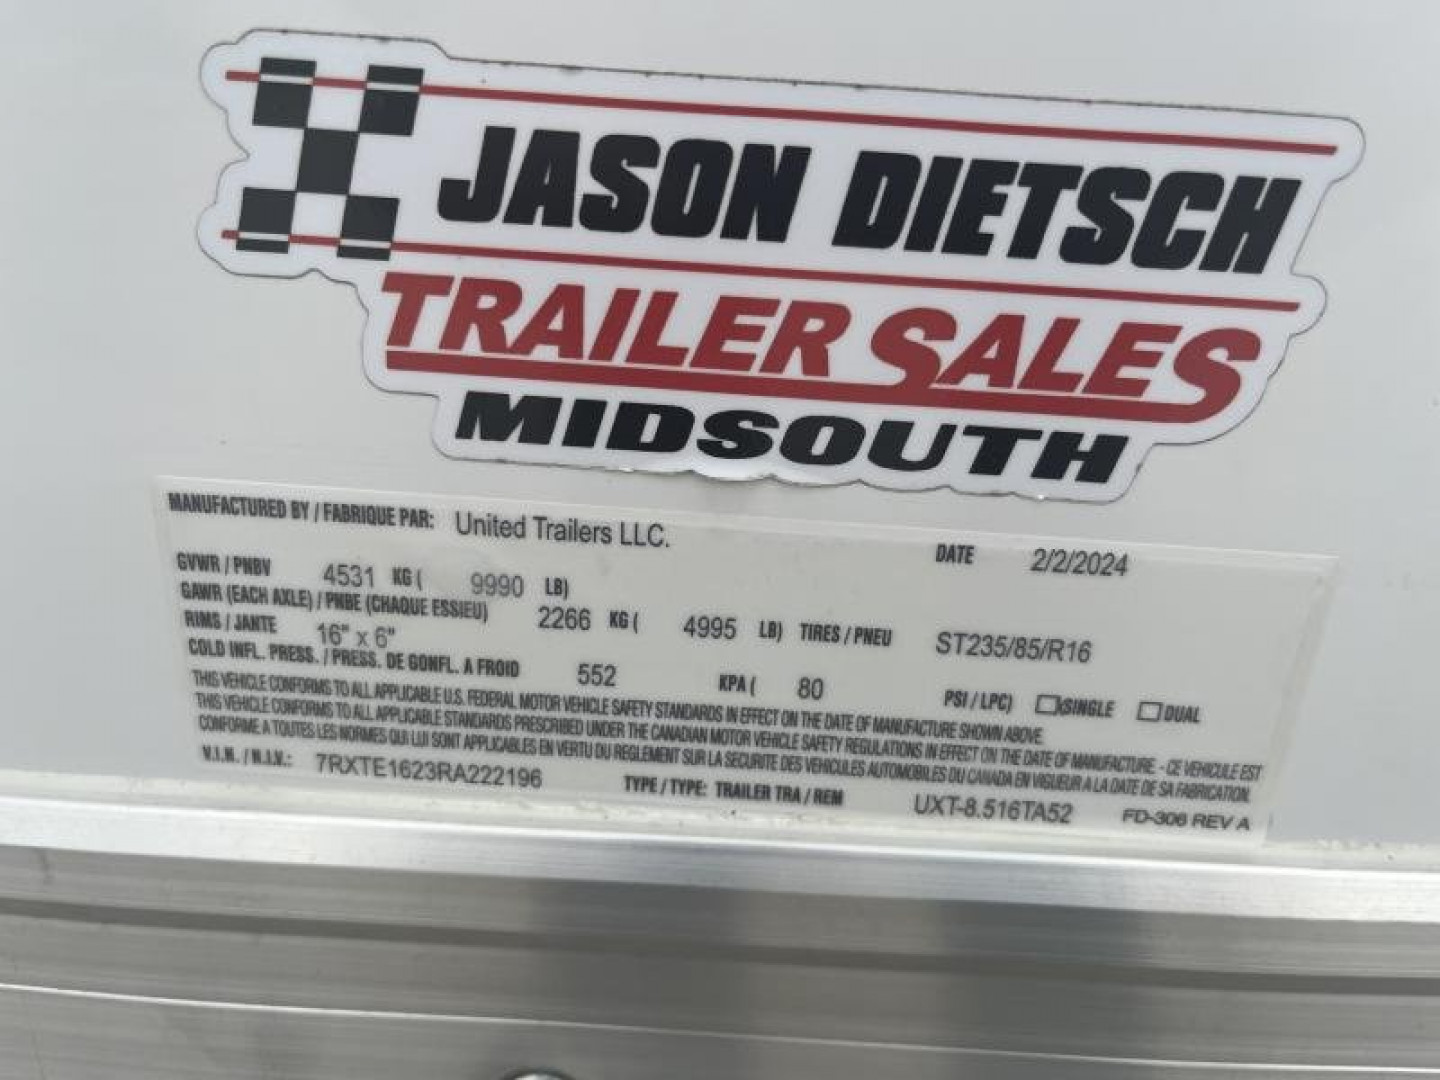 JASON DIETSCH
TRAILER SALES
MIDSOUTH
MANUFACTURED BY / FABRIQUE PAR: United Trailers LLC. DATE 2/2/2024
GVWR / PNBV 4531 KG ( 9990 LB)
GAWR (EACH AXLE) / PNBE (CHAQUE ESSIEU) 2266 KG ( 4995 LB) TIRES / PNEU ST235/85/R16
RIMS / JANTE 16" x 6"
COLD INFL. PRESS. / PRESS. DE GONFL. A FROID 552 KPA ( 80 PSI / LPC) SINGLE DUAL
THIS VEHICLE CONFORMS TO ALL APPLICABLE U.S. FEDERAL MOTOR VEHICLE SAFETY STANDARDS IN EFFECT ON THE DATE OF MANUFACTURE SHOWN ABOVE.
THIS VEHICLE CONFORMS TO ALL APPLICABLE STANDARDS PRESCRIBED UNDER THE CANADIAN MOTOR VEHICLE SAFETY REGULATIONS IN EFFECT ON THE DATE OF MANUFACTURE. - CE VEHICULE EST
CONFORME A TOUTES LES NORMES QUI LUI SONT APPLICABLES EN VERTU DU REGLEMENT SUR LA SECURITE DES VEHICULES AUTOMOBILES DU CANADA EN VIGUEUR A LA DATE DE SA FABRICATION.
V.I.N. / N.I.V.: 7RXTE1623RA222196 TYPE / TYPE: TRAILER TRA / REM UXT-8.516TA52 FD-306 REV A